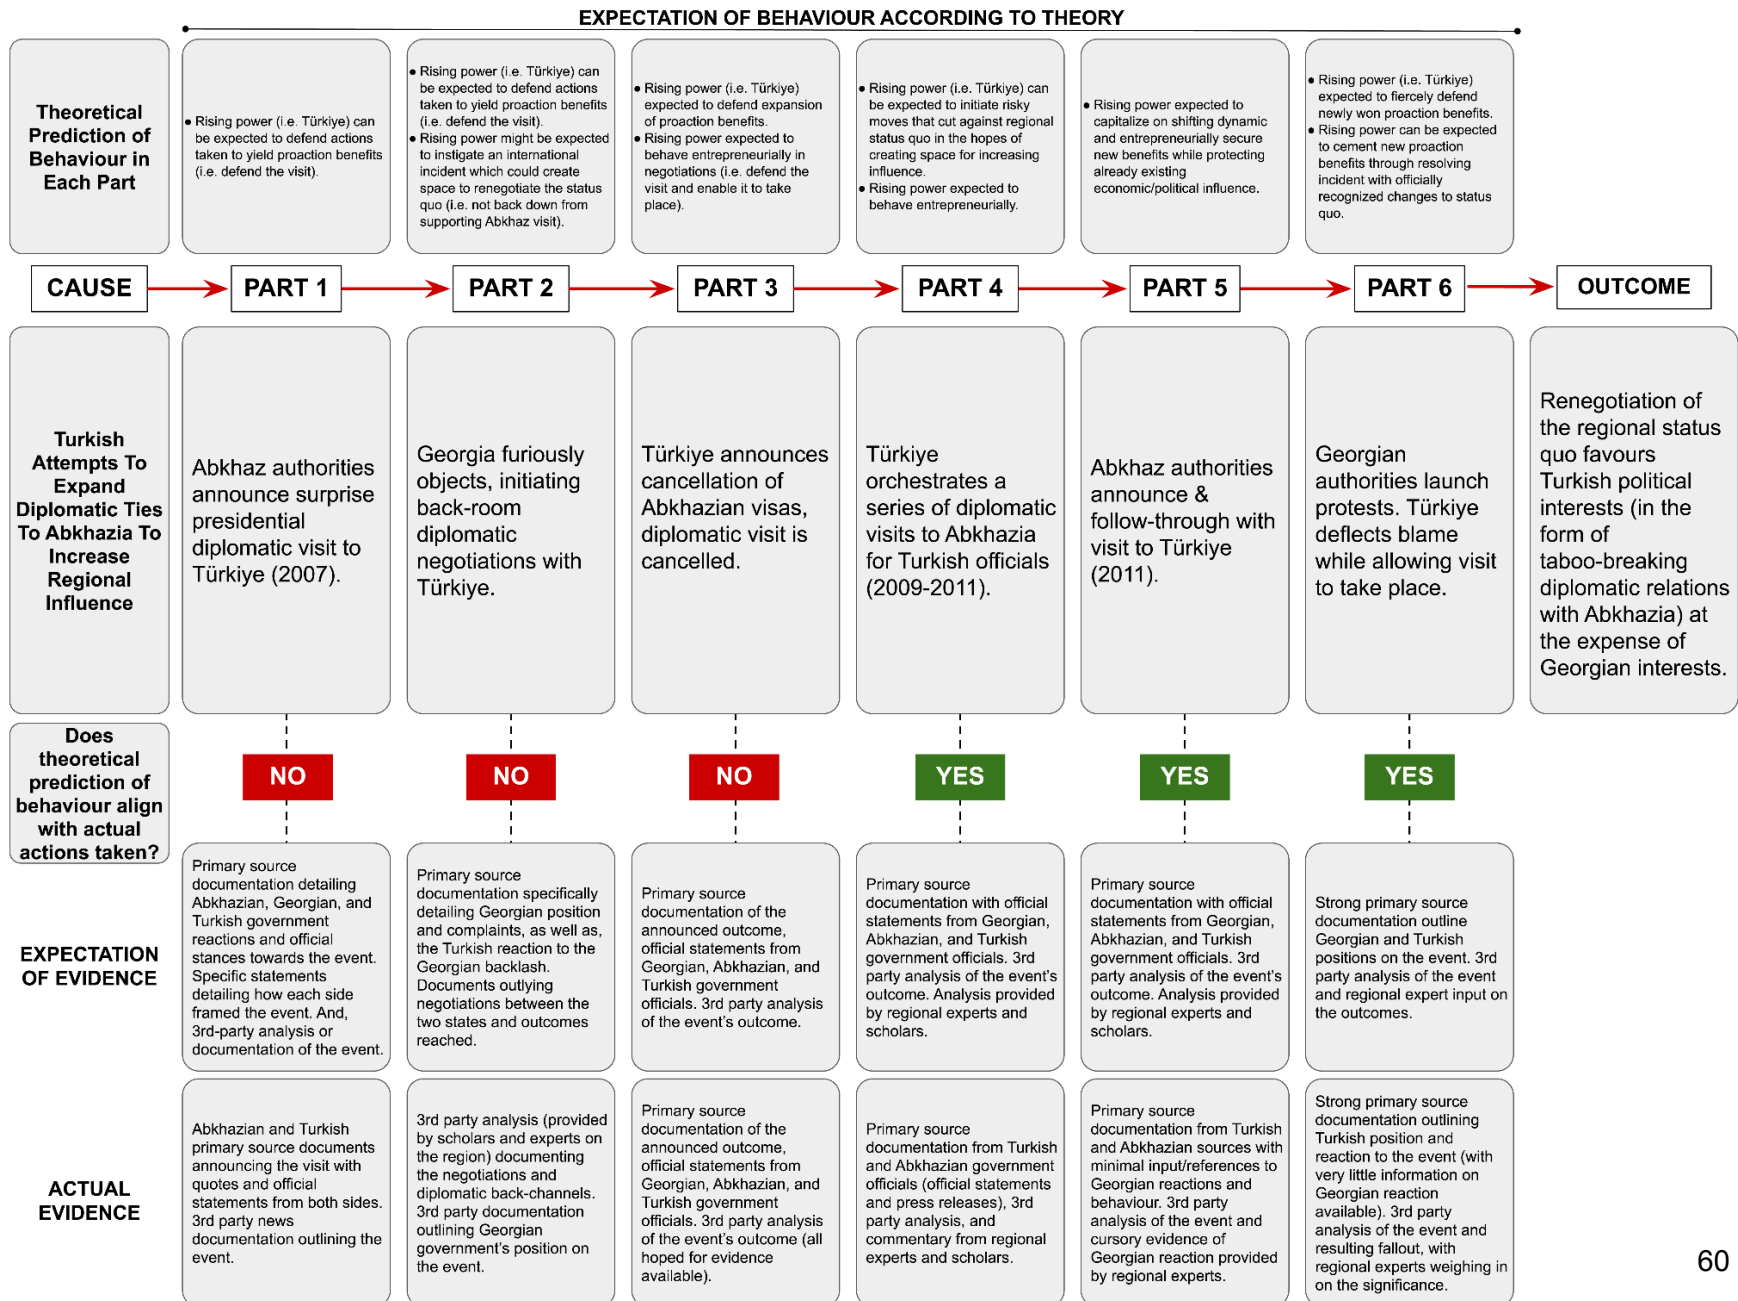 EXPECTATION OF BEHAVIOUR ACCORDING TO THEORY
Theoretical
Prediction of
Behaviour in
Each Part
● Rising power (i.e. Türkiye) can
be expected to defend actions
taken to yield proaction benefits
(i.e. defend the visit).
● Rising power (i.e. Türkiye) can
be expected to defend actions
taken to yield proaction benefits
(i.e. defend the visit).
● Rising power might be expected
to instigate an international
incident which could create
space to renegotiate the status
quo (i.e. not back down from
supporting Abkhaz visit).
● Rising power (i.e. Türkiye)
expected to defend expansion
of proaction benefits.
● Rising power expected to
behave entrepreneurially in
negotiations (i.e. defend the
visit and enable it to take
place).
● Rising power (i.e. Türkiye) can
be expected to initiate risky
moves that cut against regional
status quo in the hopes of
creating space for increasing
influence.
● Rising power expected to
behave entrepreneurially.
● Rising power expected to
capitalize on shifting dynamic
and entrepreneurially secure
new benefits while protecting
already existing
economic/political influence.
● Rising power (i.e. Türkiye)
expected to fiercely defend
newly won proaction benefits.
● Rising power can be expected
to cement new proaction
benefits through resolving
incident with officially
recognized changes to status
quo.
CAUSE
PART 1
PART 2
PART 3
PART 4
PART 5
PART 6
OUTCOME
Turkish
Attempts To
Expand
Diplomatic Ties
To Abkhazia To
Increase
Regional
Influence
Abkhaz authorities
announce surprise
presidential
diplomatic visit to
Türkiye (2007).
Georgia furiously
objects, initiating
back-room
diplomatic
negotiations with
Türkiye.
Türkiye announces
cancellation of
Abkhazian visas,
diplomatic visit is
cancelled.
Türkiye
orchestrates a
series of diplomatic
visits to Abkhazia
for Turkish officials
(2009-2011).
Abkhaz authorities
announce &
follow-through with
visit to Türkiye
(2011).
Georgian
authorities launch
protests. Türkiye
deflects blame
while allowing visit
to take place.
Renegotiation of
the regional status
quo favours
Turkish political
interests (in the
form of
taboo-breaking
diplomatic relations
with Abkhazia) at
the expense of
Georgian interests.
Does
theoretical
prediction of
behaviour align
with actual
actions taken?
NO
NO
NO
YES
YES
YES
EXPECTATION
OF EVIDENCE
Primary source
documentation detailing
Abkhazian, Georgian, and
Turkish government
reactions and official
stances towards the event.
Specific statements
detailing how each side
framed the event. And,
3rd-party analysis or
documentation of the event.
Primary source
documentation specifically
detailing Georgian position
and complaints, as well as,
the Turkish reaction to the
Georgian backlash.
Documents outlying
negotiations between the
two states and outcomes
reached.
Primary source
documentation of the
announced outcome,
official statements from
Georgian, Abkhazian, and
Turkish government
officials. 3rd party analysis
of the event's outcome.
Primary source
documentation with official
statements from Georgian,
Abkhazian, and Turkish
government officials. 3rd
party analysis of the event's
outcome. Analysis provided
by regional experts and
scholars.
Primary source
documentation with official
statements from Georgian,
Abkhazian, and Turkish
government officials. 3rd
party analysis of the event's
outcome. Analysis provided
by regional experts and
scholars.
Strong primary source
documentation outline
Georgian and Turkish
positions on the event. 3rd
party analysis of the event
and regional expert input on
the outcomes.
ACTUAL
EVIDENCE
Abkhazian and Turkish
primary source documents
announcing the visit with
quotes and official
statements from both sides.
3rd party news
documentation outlining the
event.
3rd party analysis (provided
by scholars and experts on
the region) documenting
the negotiations and
diplomatic back-channels.
3rd party documentation
outlining Georgian
government's position on
the event.
Primary source
documentation of the
announced outcome,
official statements from
Georgian, Abkhazian, and
Turkish government
officials. 3rd party analysis
of the event's outcome (all
hoped for evidence
available).
Primary source
documentation from Turkish
and Abkhazian government
officials (official statements
and press releases), 3rd
party analysis, and
commentary from regional
experts and scholars.
Primary source
documentation from Turkish
and Abkhazian sources with
minimal input/references to
Georgian reactions and
behaviour. 3rd party
analysis of the event and
cursory evidence of
Georgian reaction provided
by regional experts.
Strong primary source
documentation outlining
Turkish position and
reaction to the event (with
very little information on
Georgian reaction
available). 3rd party
analysis of the event and
resulting fallout, with
regional experts weighing in
on the significance.
60